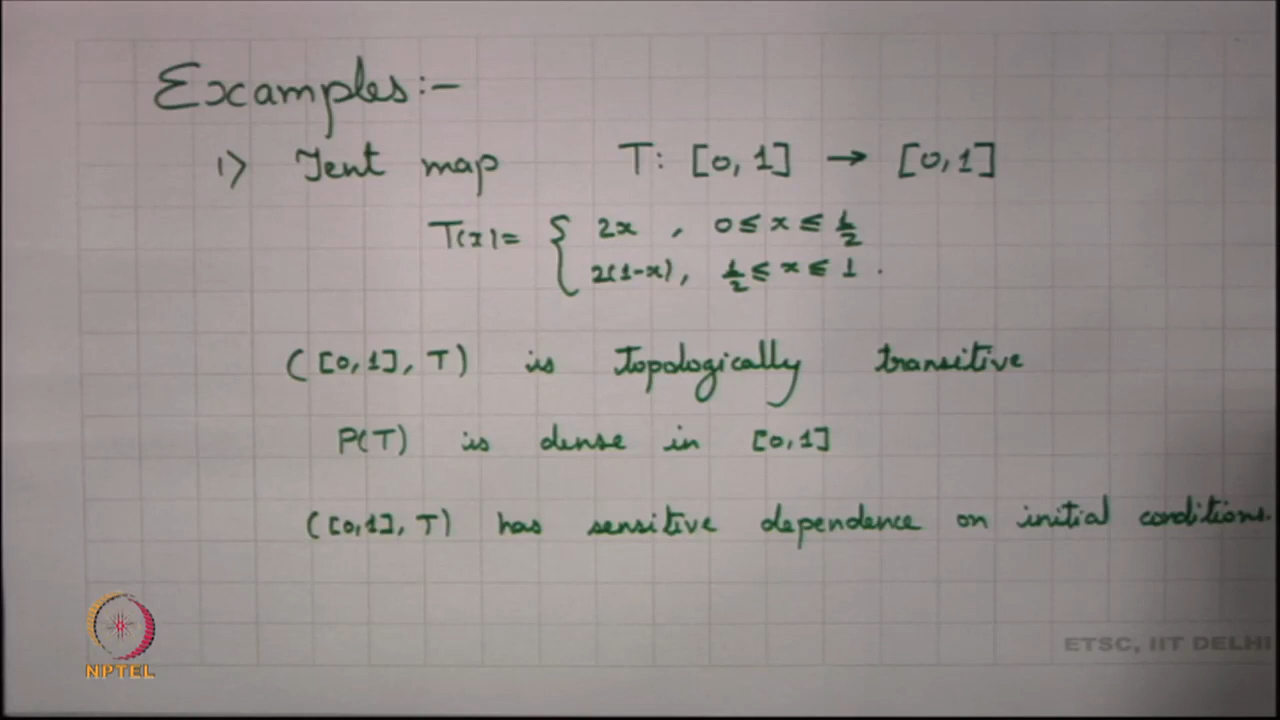 Examples:-
1) Tent map T: [0,1] → [0,1]
T(x) = { 2x , 0 ≤ x ≤ 1/2
2(1-x), 1/2 ≤ x ≤ 1 .
([0,1], T) is topologically transitive
P(T) is dense in [0,1]
([0,1], T) has sensitive dependence on initial conditions.
NPTEL
ETSC, IIT DELHI